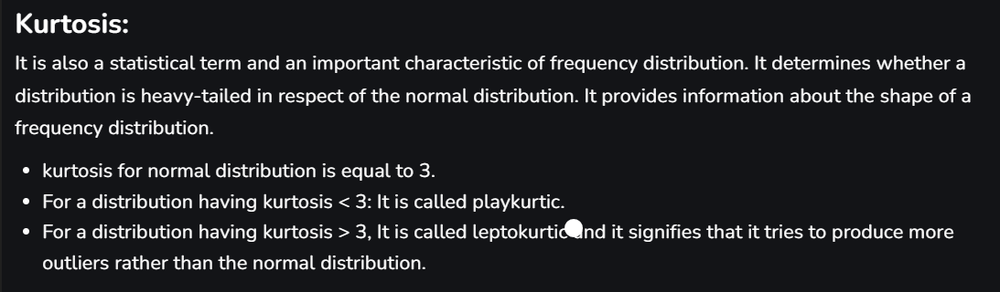 Kurtosis:
It is also a statistical term and an important characteristic of frequency distribution. It determines whether a
distribution is heavy-tailed in respect of the normal distribution. It provides information about the shape of a
frequency distribution.
• kurtosis for normal distribution is equal to 3.
• For a distribution having kurtosis < 3: It is called playkurtic.
• For a distribution having kurtosis > 3, It is called leptokurtic and it signifies that it tries to produce more
outliers rather than the normal distribution.